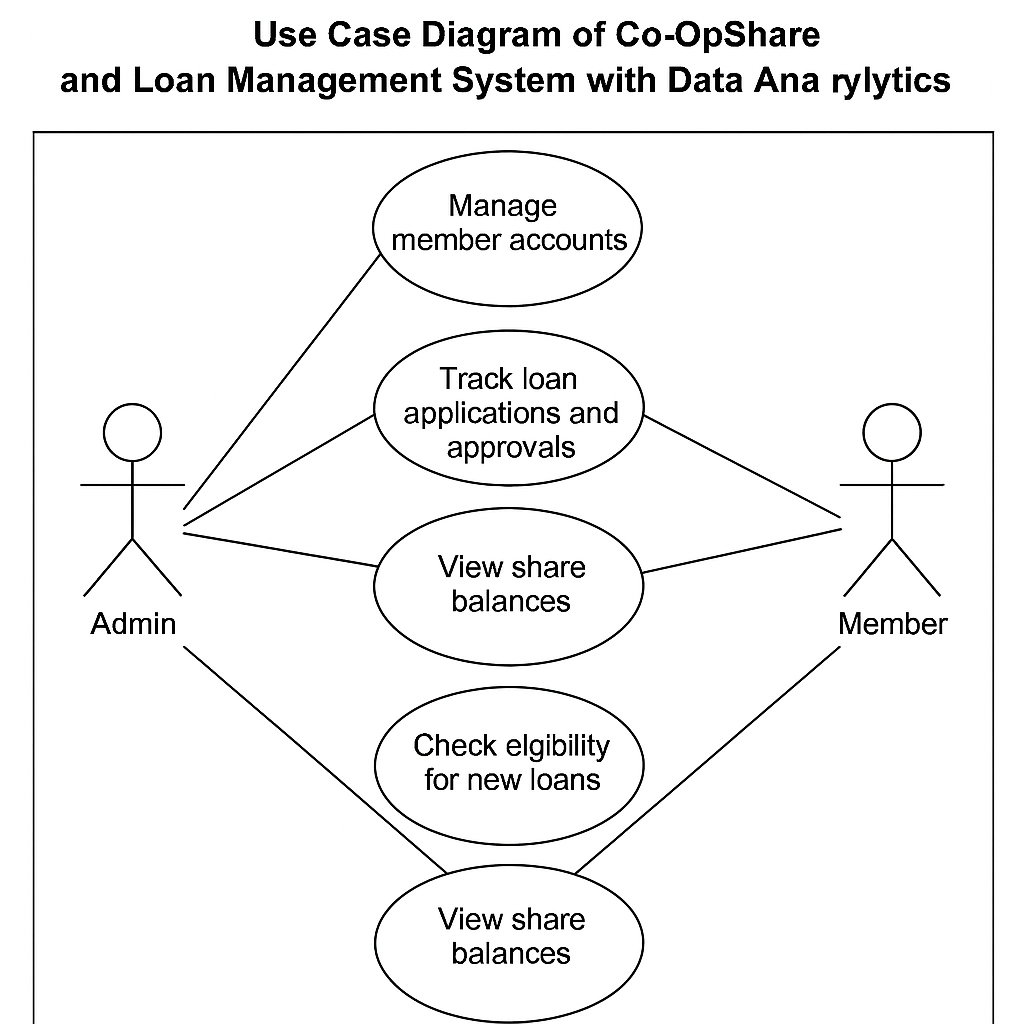 Use Case Diagram of Co-OpShare
and Loan Management System with Data Ana rylytics
Manage
member accounts
Track loan
applications and
approvals
View share
balances
Admin
Member
Check elgibility
for new loans
View share
balances